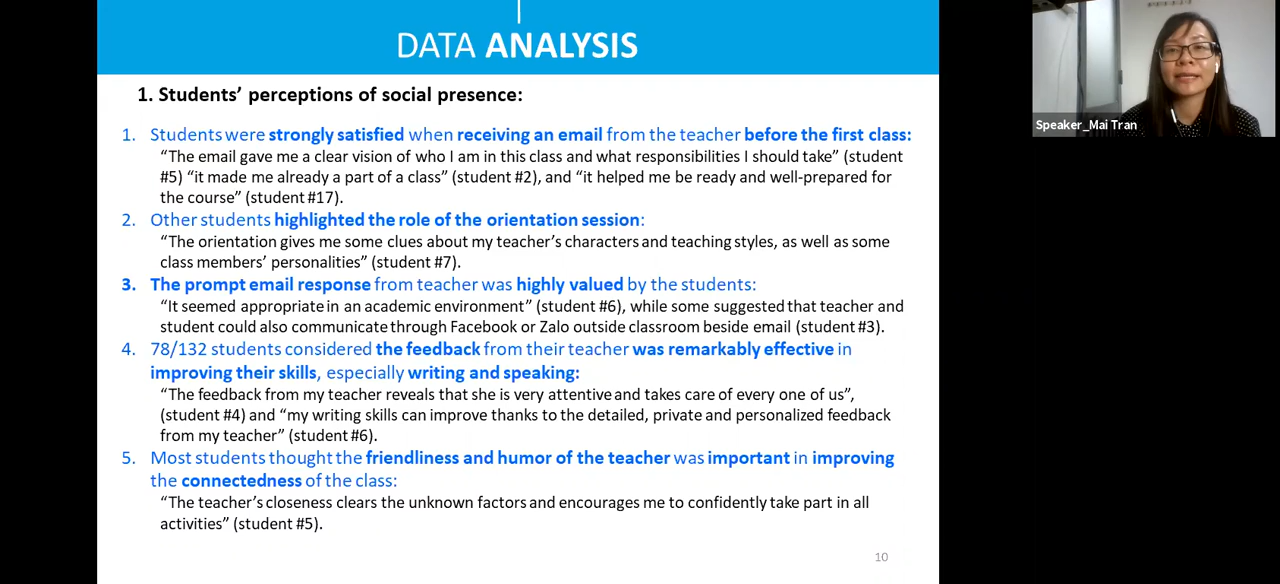 DATA ANALYSIS
1. Students’ perceptions of social presence:
1. Students were strongly satisfied when receiving an email from the teacher before the first class:
“The email gave me a clear vision of who I am in this class and what responsibilities I should take” (student
#5) “it made me already a part of a class” (student #2), and “it helped me be ready and well-prepared for
the course” (student #17).
2. Other students highlighted the role of the orientation session:
“The orientation gives me some clues about my teacher’s characters and teaching styles, as well as some
class members’ personalities” (student #7).
3. The prompt email response from teacher was highly valued by the students:
“It seemed appropriate in an academic environment” (student #6), while some suggested that teacher and
student could also communicate through Facebook or Zalo outside classroom beside email (student #3).
4. 78/132 students considered the feedback from their teacher was remarkably effective in
improving their skills, especially writing and speaking:
“The feedback from my teacher reveals that she is very attentive and takes care of every one of us”,
(student #4) and “my writing skills can improve thanks to the detailed, private and personalized feedback
from my teacher” (student #6).
5. Most students thought the friendliness and humor of the teacher was important in improving
the connectedness of the class:
“The teacher’s closeness clears the unknown factors and encourages me to confidently take part in all
activities” (student #5).
10
Speaker_Mai Tran